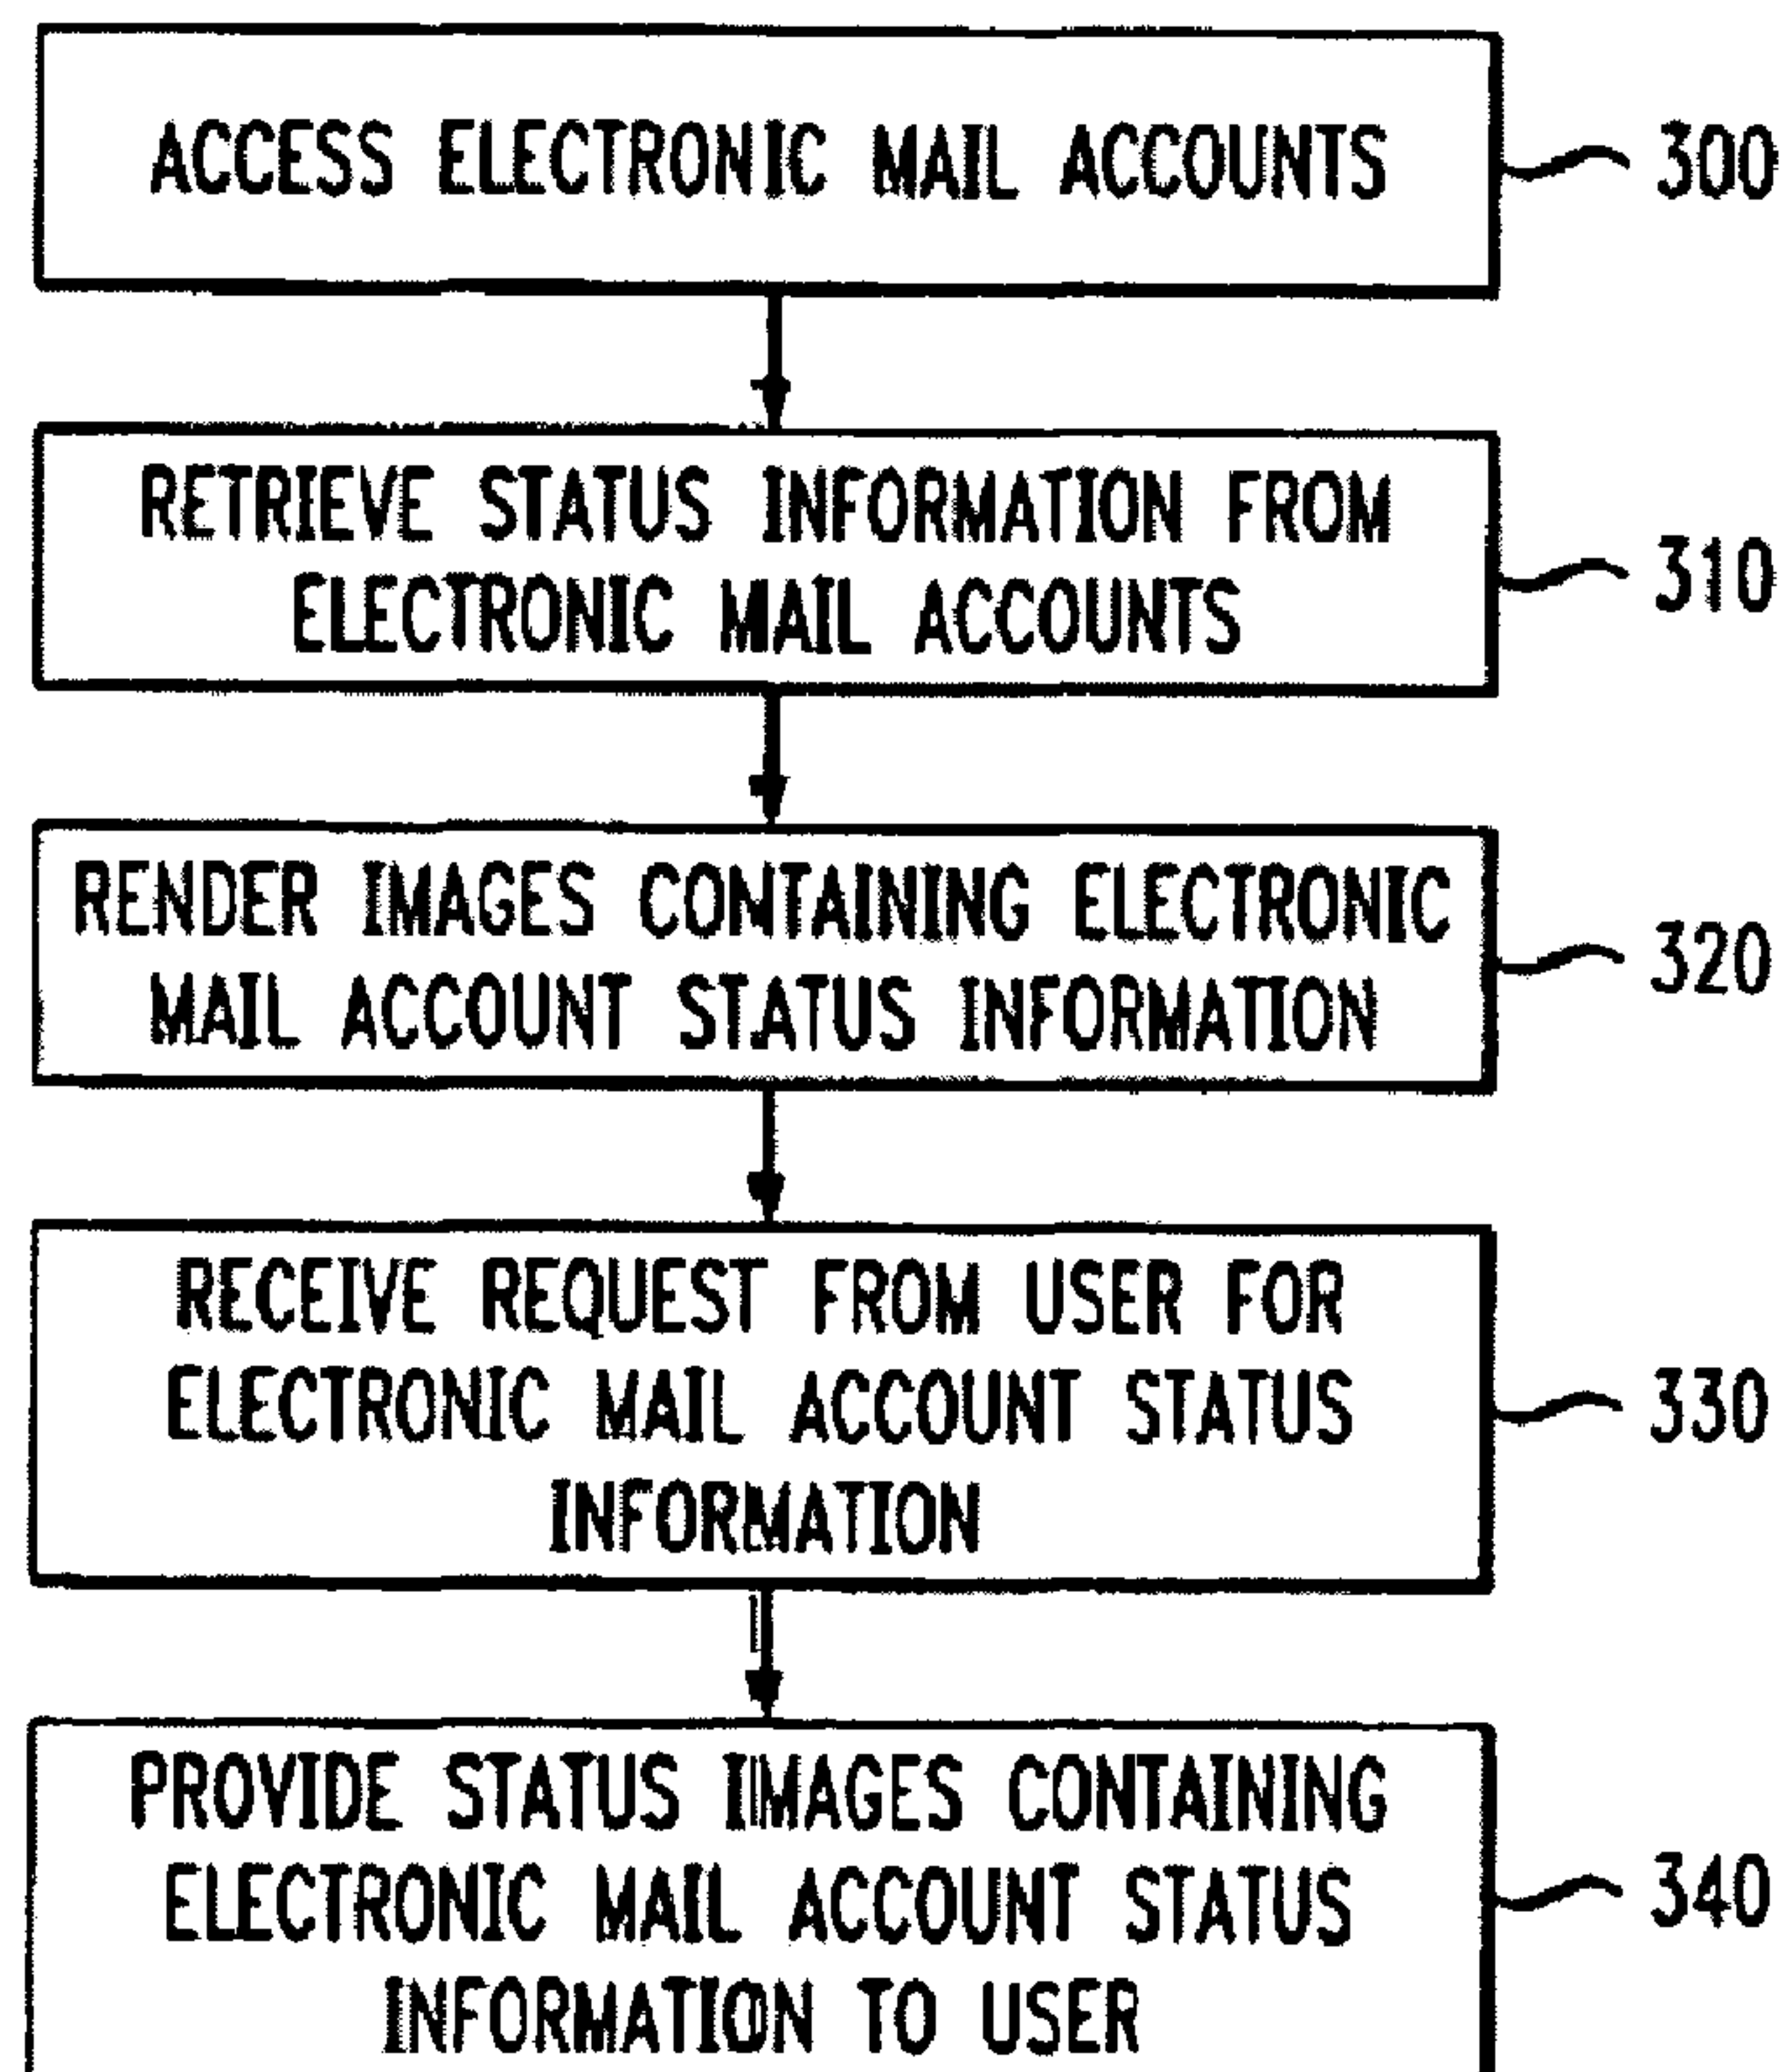 ACCESS ELECTRONIC MAIL ACCOUNTS
300
RETRIEVE STATUS INFORMATION FROM
ELECTRONIC MAIL ACCOUNTS
310
RENDER IMAGES CONTAINING ELECTRONIC
MAIL ACCOUNT STATUS INFORMATION
320
RECEIVE REQUEST FROM USER FOR
ELECTRONIC MAIL ACCOUNT STATUS
INFORMATION
330
PROVIDE STATUS IMAGES CONTAINING
ELECTRONIC MAIL ACCOUNT STATUS
INFORMATION TO USER
340